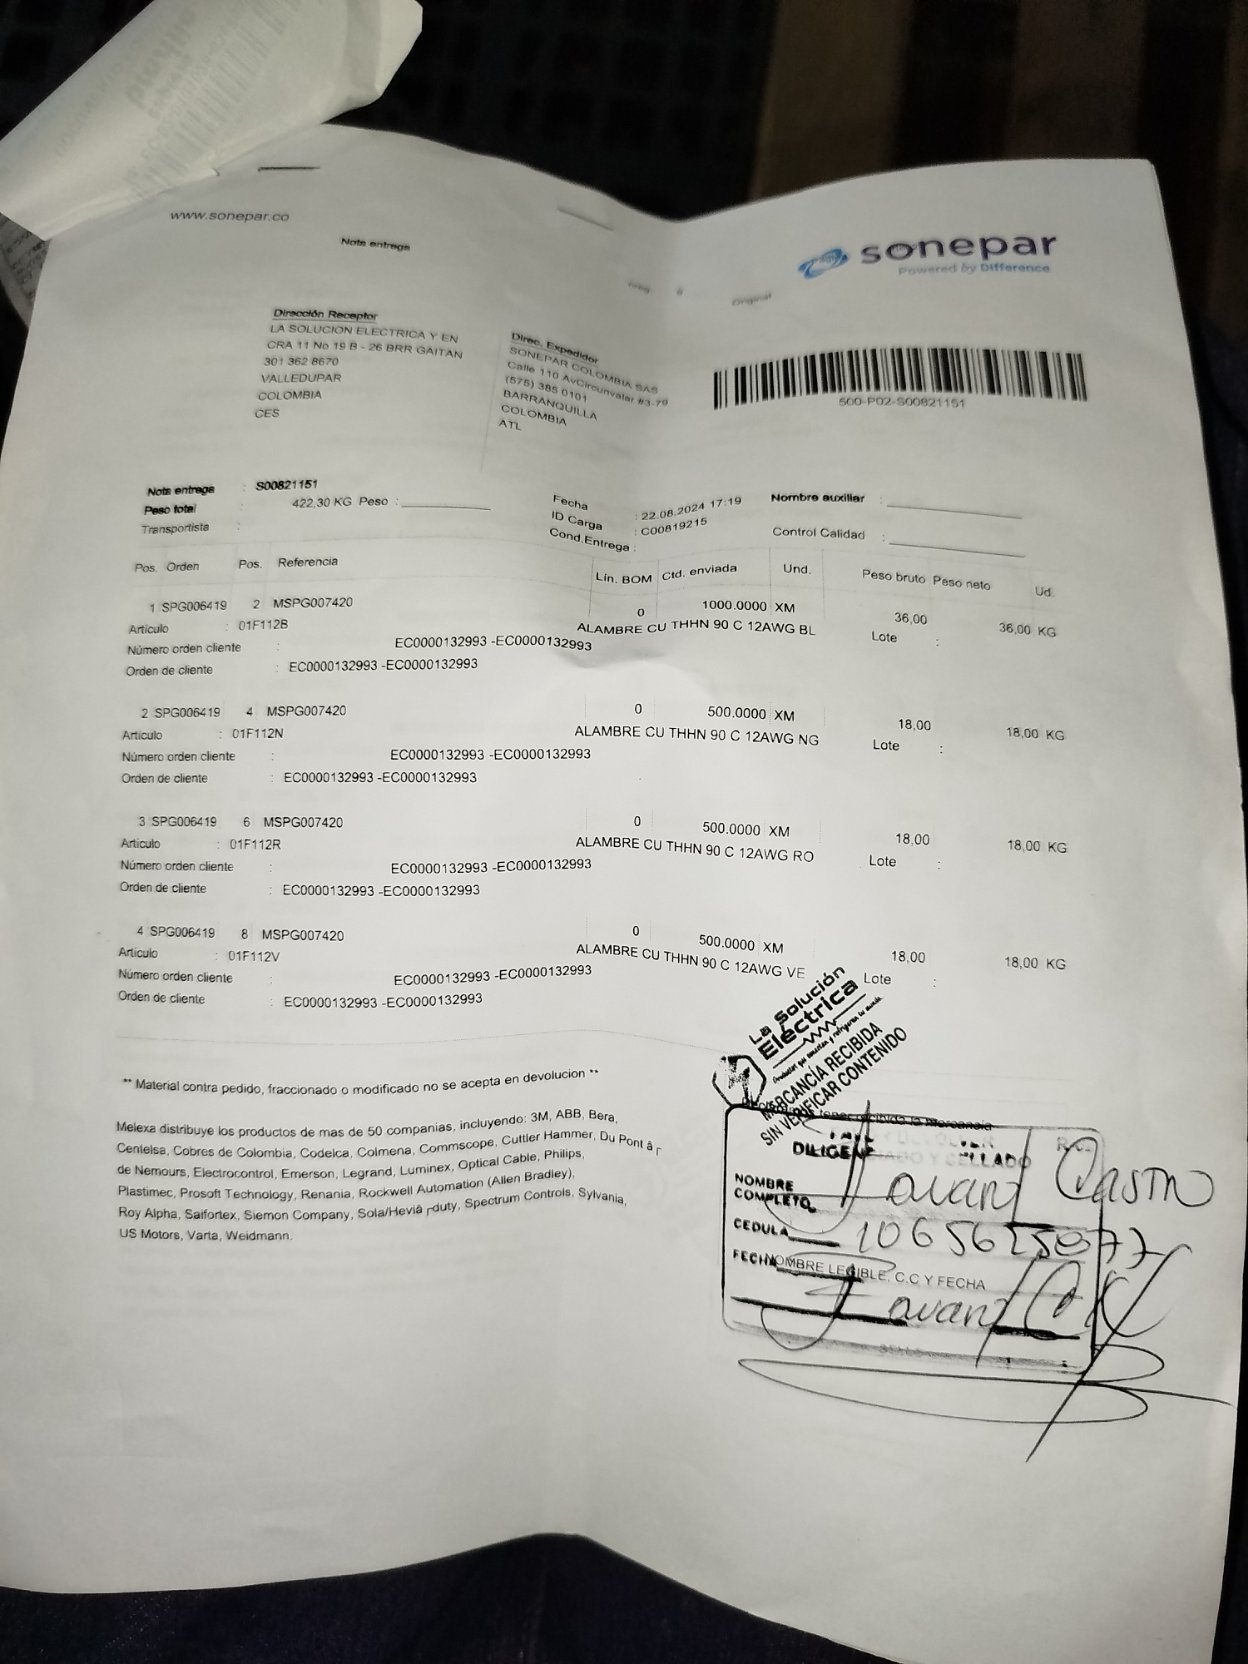 www.sonepar.co
Nota entrega
sonepar
Powered by Difference
Original
Dirección Receptor
LA SOLUCION ELECTRICA Y EN
CRA 11 No 19 B - 26 BRR GAITAN
301 362 8670
VALLEDUPAR
COLOMBIA
CES
Direc. Expedidor
SONEPAR COLOMBIA SAS
Calle 110 AvCircunvalar #3-79
(575) 385 0101
BARRANQUILLA
COLOMBIA
ATL
500-P02-S00821151
Nota entrega : S00821151
Peso total : 422,30 KG Peso :
Transportista :
Fecha : 22.08.2024 17:19
ID Carga : C00819215
Cond.Entrega :
Nombre auxiliar :
Control Calidad :
Pos. Orden Pos. Referencia Lín. BOM Ctd. enviada Und. Peso bruto Peso neto Ud.
1 SPG006419 2 MSPG007420 0 1000.0000 XM 36,00 36,00 KG
Artículo : 01F112B ALAMBRE CU THHN 90 C 12AWG BL Lote :
Número orden cliente : EC0000132993 -EC0000132993
Orden de cliente : EC0000132993 -EC0000132993
2 SPG006419 4 MSPG007420 0 500.0000 XM 18,00 18,00 KG
Artículo : 01F112N ALAMBRE CU THHN 90 C 12AWG NG Lote :
Número orden cliente : EC0000132993 -EC0000132993
Orden de cliente : EC0000132993 -EC0000132993
3 SPG006419 6 MSPG007420 0 500.0000 XM 18,00 18,00 KG
Artículo : 01F112R ALAMBRE CU THHN 90 C 12AWG RO Lote :
Número orden cliente : EC0000132993 -EC0000132993
Orden de cliente : EC0000132993 -EC0000132993
4 SPG006419 8 MSPG007420 0 500.0000 XM 18,00 18,00 KG
Artículo : 01F112V ALAMBRE CU THHN 90 C 12AWG VE Lote :
Número orden cliente : EC0000132993 -EC0000132993
Orden de cliente : EC0000132993 -EC0000132993
** Material contra pedido, fraccionado o modificado no se acepta en devolucion **
Melexa distribuye los productos de mas de 50 companias, incluyendo: 3M, ABB, Bera,
Centelsa, Cobres de Colombia, Codelca, Colmena, Commscope, Cuttler Hammer, Du Pont â┌
de Nemours, Electrocontrol, Emerson, Legrand, Luminex, Optical Cable, Philips,
Plastimec, Prosoft Technology, Renania, Rockwell Automation (Allen Bradley),
Roy Alpha, Saifortex, Siemon Company, Sola/Heviâ┌duty, Spectrum Controls, Sylvania,
US Motors, Varta, Weidmann.
La Solución
Eléctrica
MERCANCÍA RECIBIDA
SIN VERIFICAR CONTENIDO
recibida la mercancia
Y CELLADO
NOMBRE
COMPLETO
Castro
CEDULA
FECHA
NOMBRE LEGIBLE, C.C Y FECHA